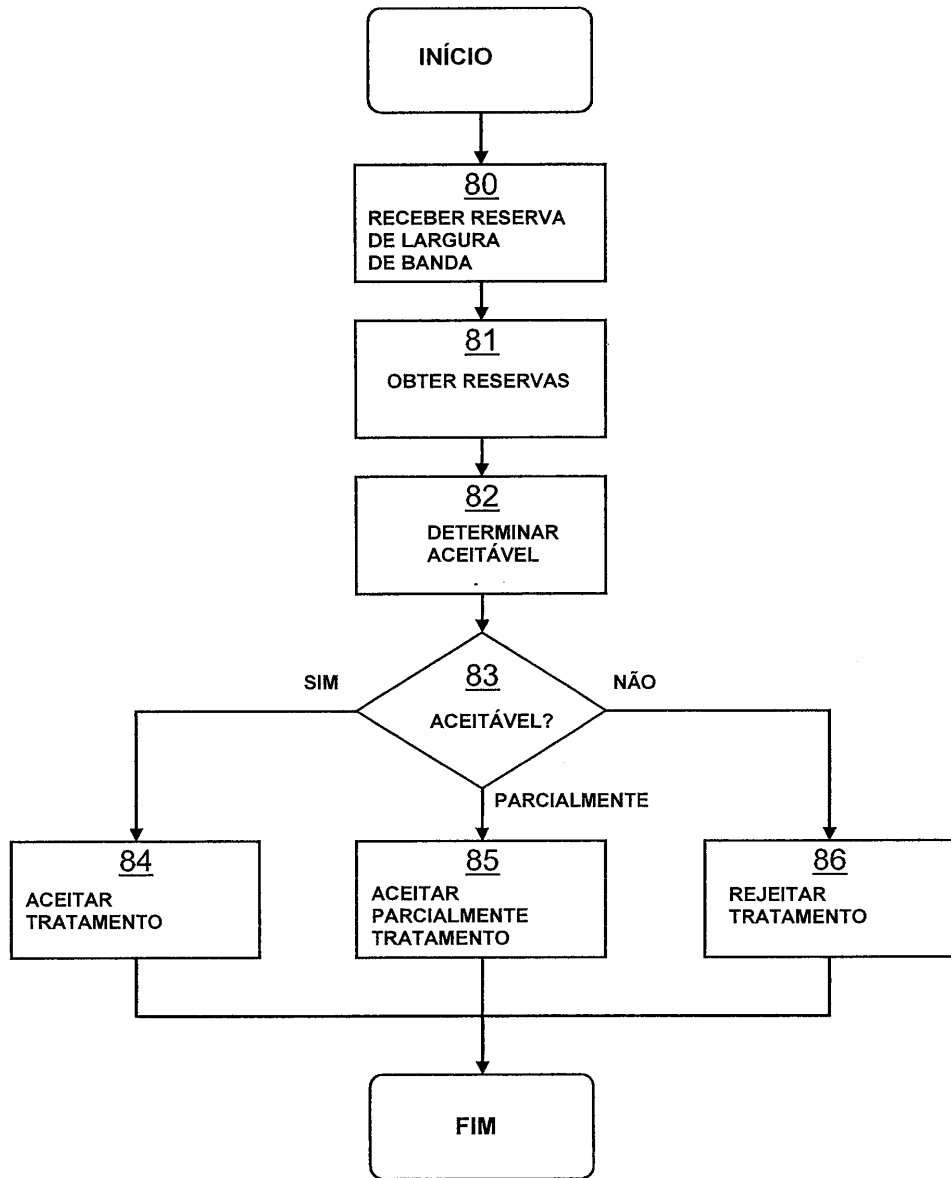 INÍCIO
80
RECEBER RESERVA
DE LARGURA
DE BANDA
81
OBTER RESERVAS
82
DETERMINAR
ACEITÁVEL
SIM
83
NÃO
ACEITÁVEL?
PARCIALMENTE
84
ACEITAR
TRATAMENTO
85
ACEITAR
PARCIALMENTE
TRATAMENTO
86
REJEITAR
TRATAMENTO
FIM